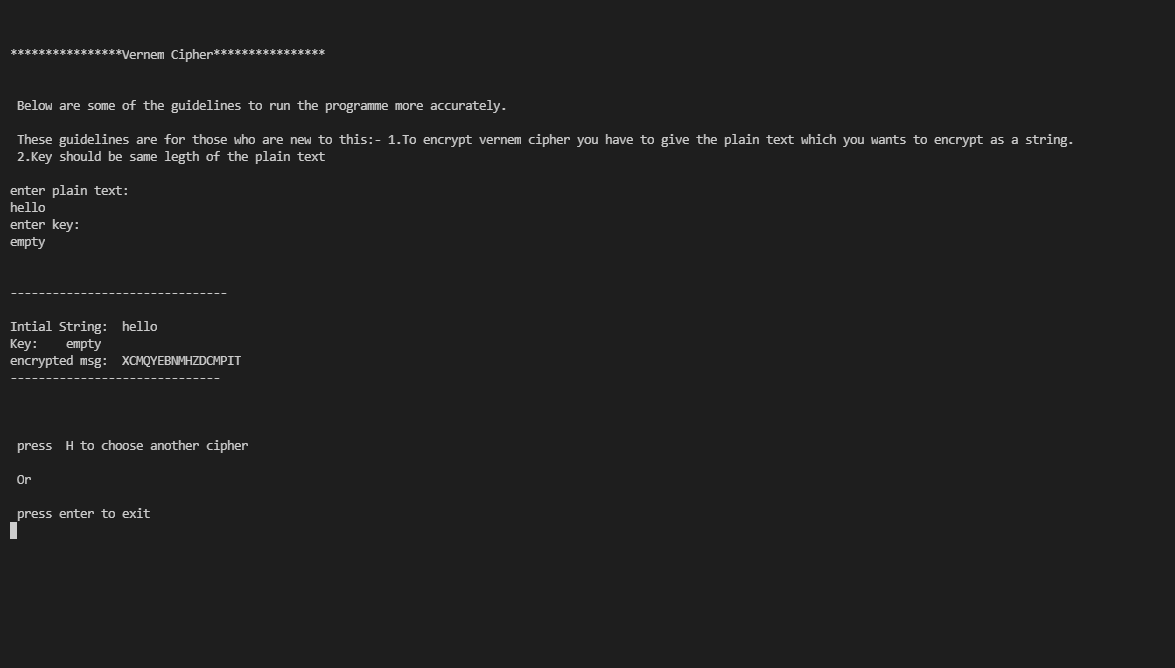 ****************Vernem Cipher****************
Below are some of the guidelines to run the programme more accurately.
These guidelines are for those who are new to this:- 1.To encrypt vernem cipher you have to give the plain text which you wants to encrypt as a string.
2.Key should be same legth of the plain text
enter plain text:
hello
enter key:
empty
-------------------------------
Intial String:  hello
Key:    empty
encrypted msg:  XCMQYEBNMHZDCMPIT
------------------------------
press  H to choose another cipher
Or
press enter to exit